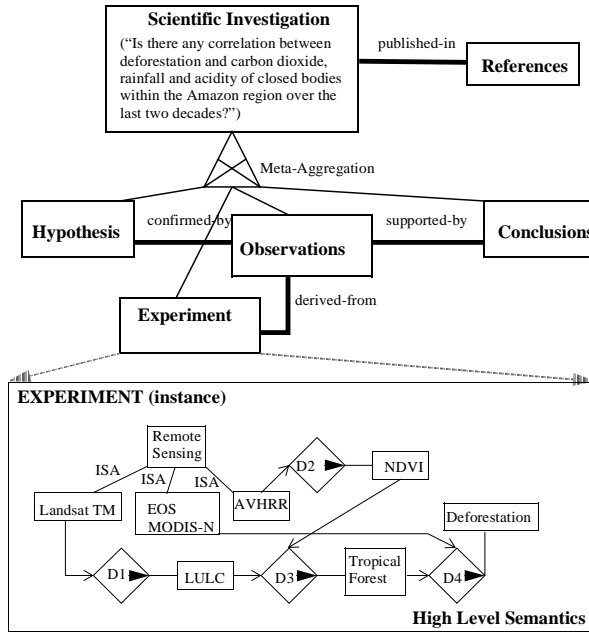 Scientific Investigation
(“Is there any correlation between
deforestation and carbon dioxide,
rainfall and acidity of closed bodies
within the Amazon region over the
last two decades?”)
published-in
References
Meta-Aggregation
Hypothesis
confirmed-by
Observations
supported-by
Conclusions
derived-from
Experiment
EXPERIMENT (instance)
Remote
Sensing
ISA
ISA
ISA
D2
NDVI
Landsat TM
EOS
MODIS-N
AVHRR
Deforestation
D1
LULC
D3
Tropical
Forest
D4
High Level Semantics